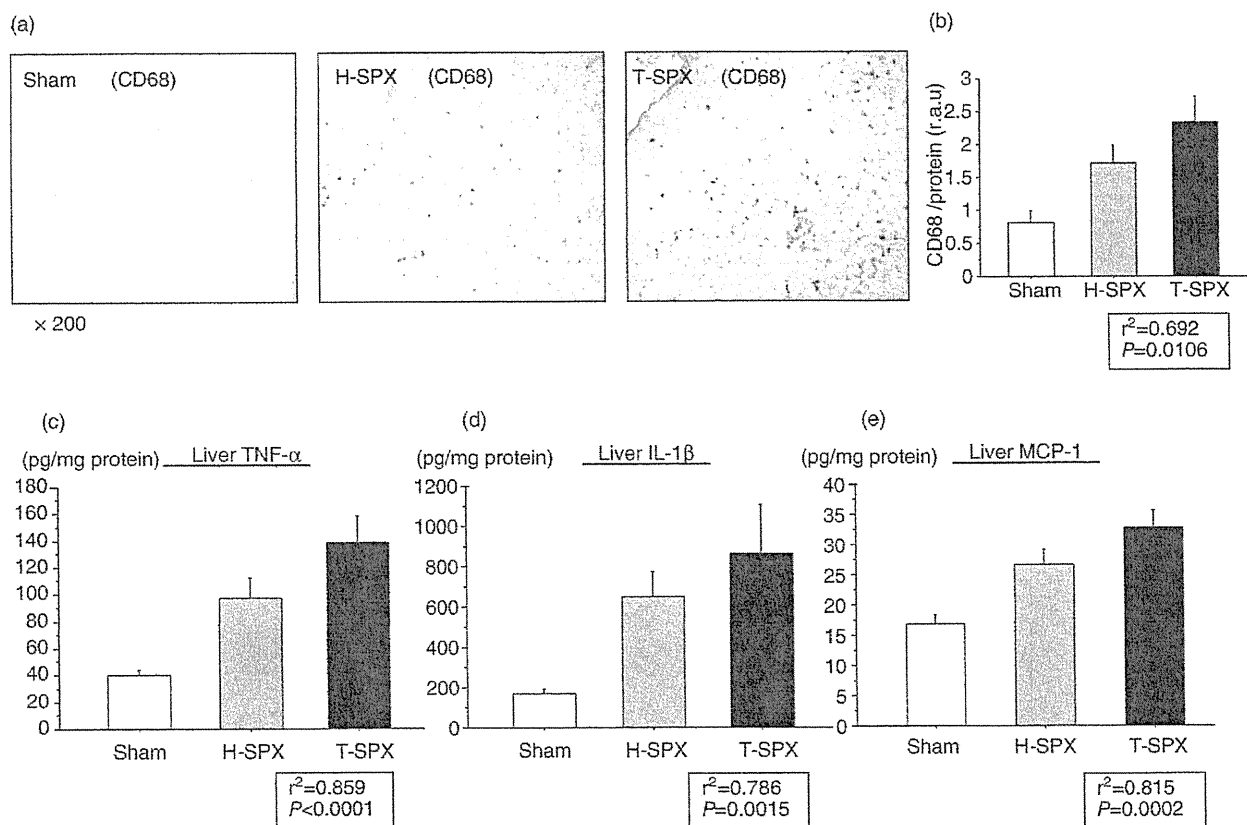 (a)
Sham (CD68)
H-SPX (CD68)
T-SPX (CD68)
× 200
(b)
CD68 /protein (r.a.u)
3
2.5
2
1.5
1
0.5
0
Sham H-SPX T-SPX
r²=0.692
P=0.0106
(c)
(pg/mg protein) Liver TNF-α
180
160
140
120
100
80
60
40
20
0
Sham H-SPX T-SPX
r²=0.859
P<0.0001
(d)
(pg/mg protein) Liver IL-1β
1200
1000
800
600
400
200
0
Sham H-SPX T-SPX
r²=0.786
P=0.0015
(e)
(pg/mg protein) Liver MCP-1
40
35
30
25
20
15
10
5
0
Sham H-SPX T-SPX
r²=0.815
P=0.0002